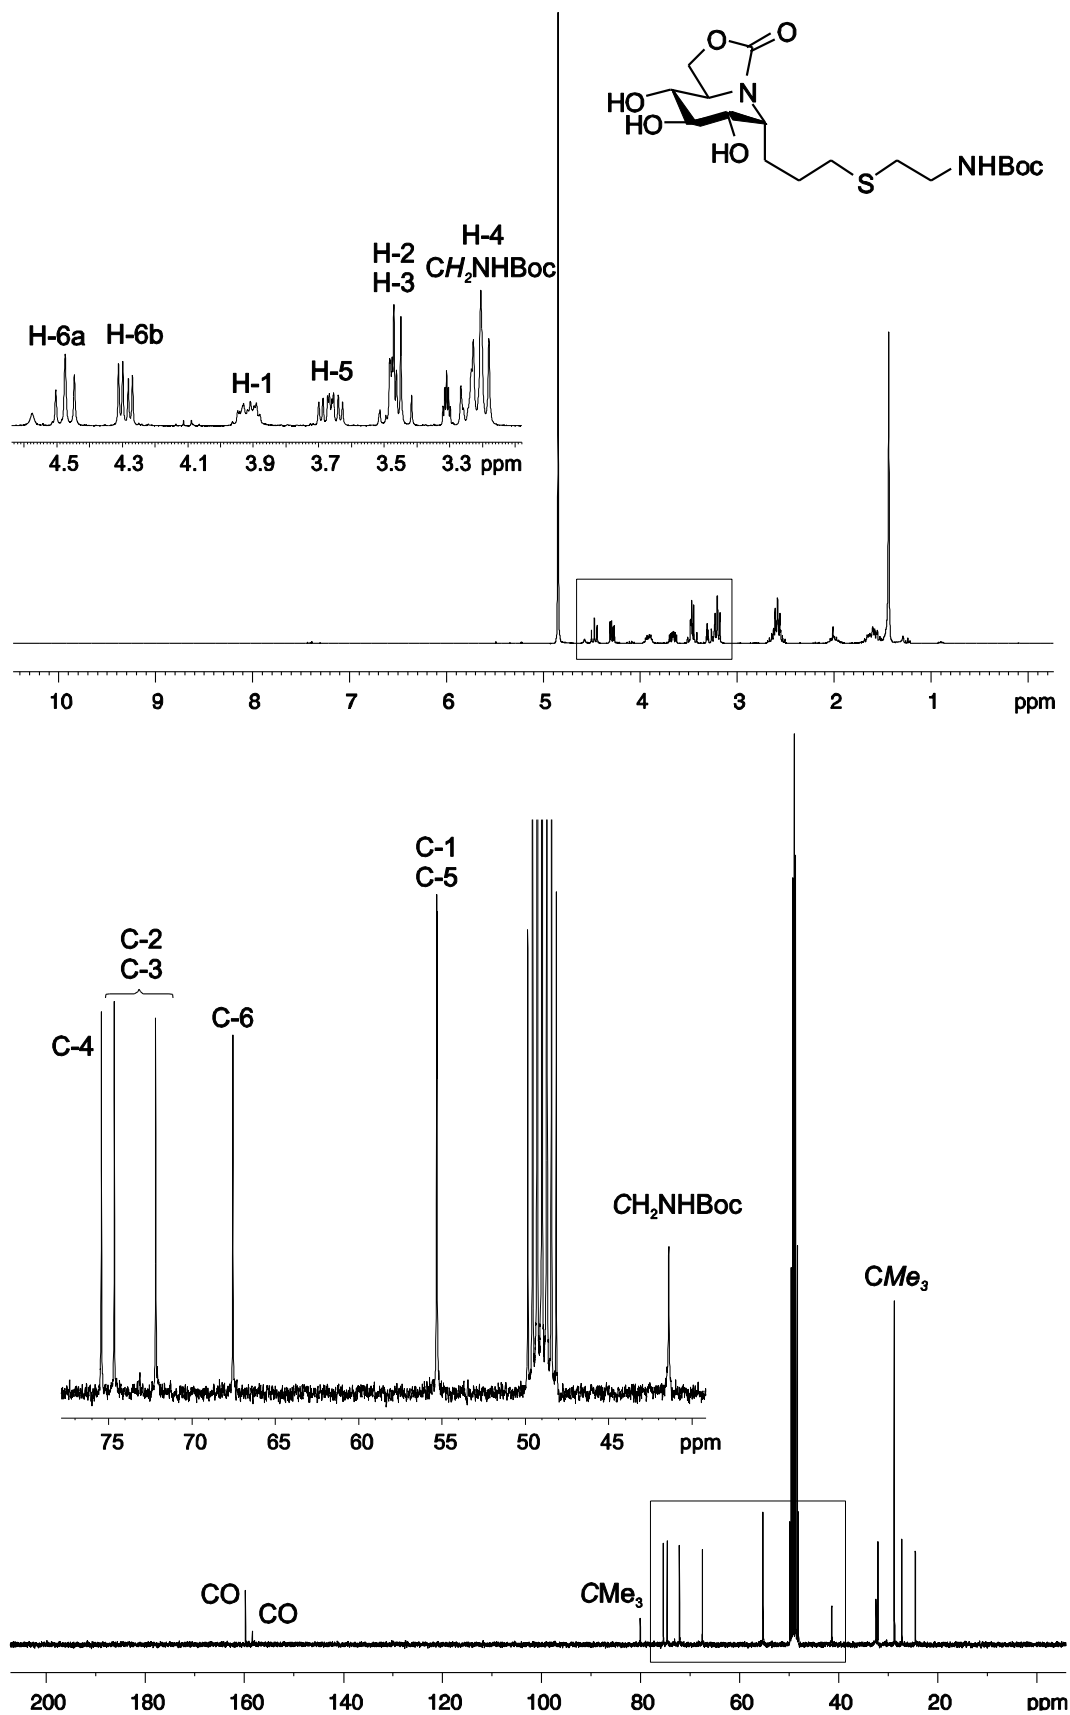 O
O
N
HO
HO
HO
S
NHBoc
H-4
H-2
H-3
CH₂NHBoc
H-6a
H-6b
H-1
H-5
4.5 4.3 4.1 3.9 3.7 3.5 3.3 ppm
10 9 8 7 6 5 4 3 2 1 ppm
C-1
C-5
C-2
C-3
C-6
C-4
CH₂NHBoc
CMe₃
75 70 65 60 55 50 45 ppm
CO
CO
CMe₃
200 180 160 140 120 100 80 60 40 20 ppm